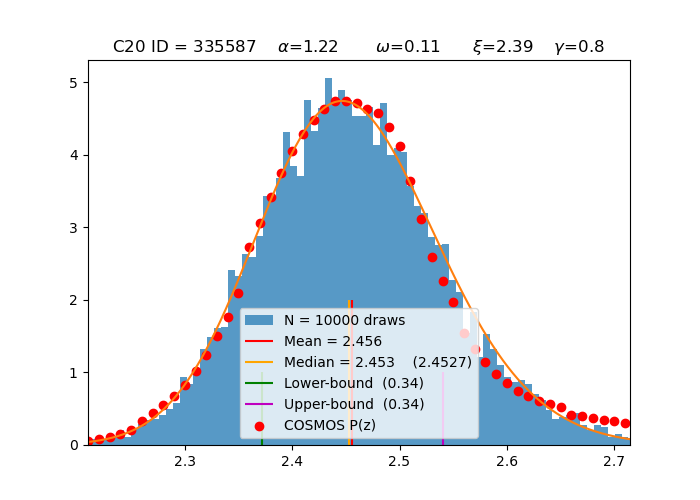 C20 ID = 335587 α=1.22 ω=0.11 ξ=2.39 γ=0.8
5
4
3
2
1
0
N = 10000 draws
Mean = 2.456
Median = 2.453 (2.4527)
Lower-bound (0.34)
Upper-bound (0.34)
COSMOS P(z)
2.3 2.4 2.5 2.6 2.7